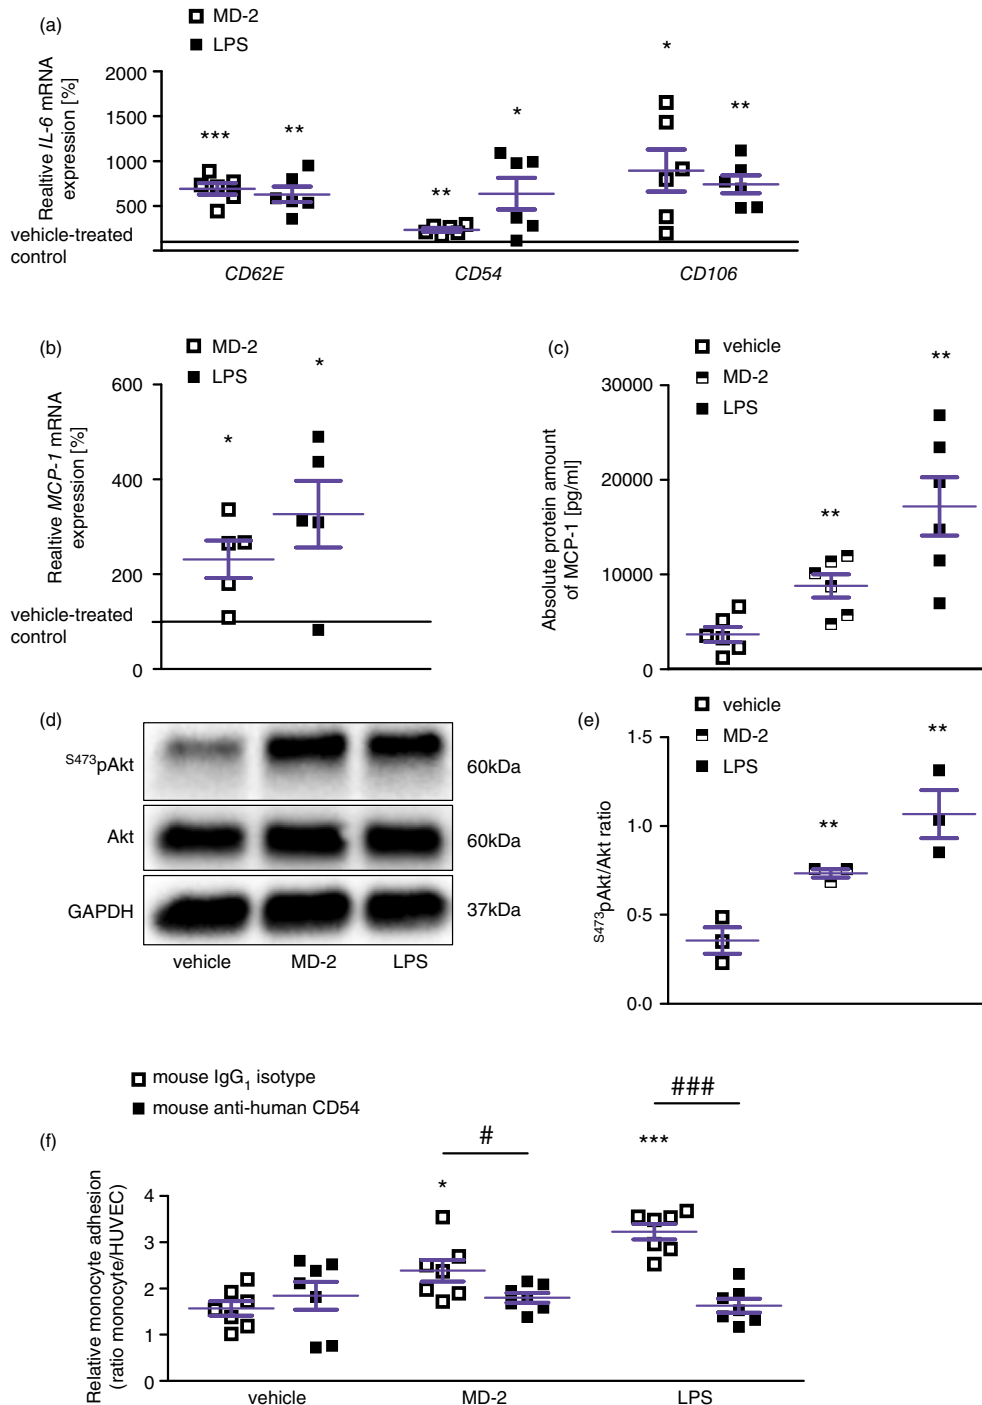 (a)
MD-2
LPS
Realtive IL-6 mRNA
expression [%]
2000
1500
1000
500
vehicle-treated
control
***
**
**
*
*
**
CD62E
CD54
CD106
(b)
MD-2
LPS
Realtive MCP-1 mRNA
expression [%]
600
400
200
0
vehicle-treated
control
*
*
(c)
vehicle
MD-2
LPS
Absolute protein amount
of MCP-1 [pg/ml]
30000
20000
10000
0
**
**
(d)
S473pAkt
60kDa
Akt
60kDa
GAPDH
37kDa
vehicle
MD-2
LPS
(e)
vehicle
MD-2
LPS
S473pAkt/Akt ratio
1·5
1·0
0·5
0·0
**
**
mouse IgG1 isotype
mouse anti-human CD54
(f)
Relative monocyte adhesion
(ratio monocyte/HUVEC)
4
3
2
1
0
#
*
###
***
vehicle
MD-2
LPS